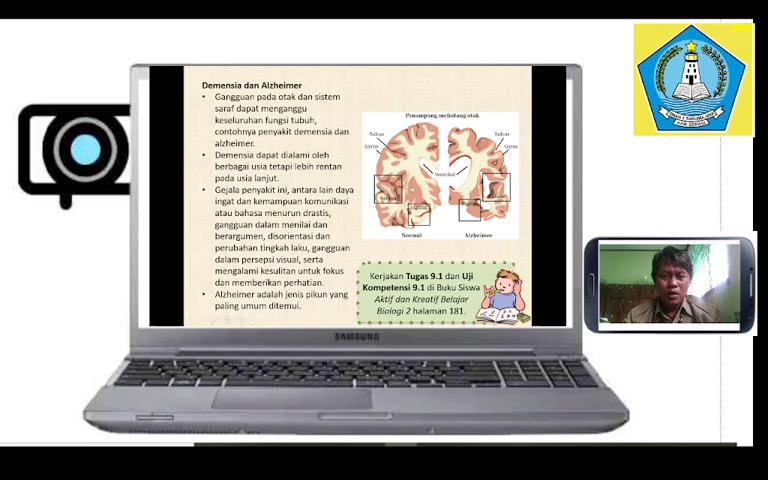 Demensia dan Alzheimer
• Gangguan pada otak dan sistem
saraf dapat menganggu
keseluruhan fungsi tubuh,
contohnya penyakit demensia dan
alzheimer.
• Demensia dapat dialami oleh
berbagai usia tetapi lebih rentan
pada usia lanjut.
• Gejala penyakit ini, antara lain daya
ingat dan kemampuan komunikasi
atau bahasa menurun drastis,
gangguan dalam menilai dan
berargumen, disorientasi dan
perubahan tingkah laku, gangguan
dalam persepsi visual, serta
mengalami kesulitan untuk fokus
dan memberikan perhatian.
• Alzheimer adalah jenis pikun yang
paling umum ditemui.
Penampang melintang otak
Sulcus
Gyrus
Sulcus
Gyrus
Ventrikel
Normal
Alzheimer
Kerjakan Tugas 9.1 dan Uji
Kompetensi 9.1 di Buku Siswa
Aktif dan Kreatif Belajar
Biologi 2 halaman 181.
SAMSUNG